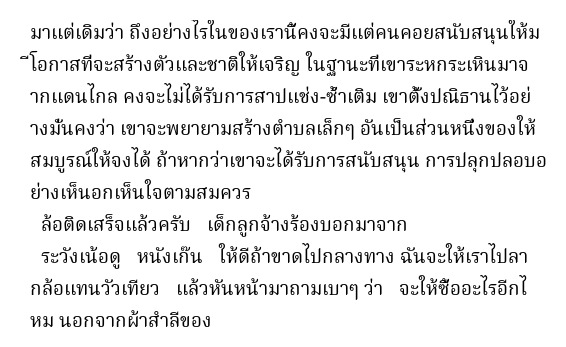 มาแต่เดิมว่า ถึงอย่างไรในของเรานี้คงจะมีแต่คนคอยสนับสนุนให้ม
ีโอกาสที่จะสร้างตัวและชาติให้เจริญ ในฐานะที่เขาระหกระเหินมาจ
ากแดนไกล คงจะไม่ได้รับการสาปแช่ง-ซ้ำเติม เขาตั้งปณิธานไว้อย่
างมั่นคงว่า เขาจะพยายามสร้างตำบลเล็กๆ อันเป็นส่วนหนึ่งของให้
สมบูรณ์ให้จงได้ ถ้าหากว่าเขาจะได้รับการสนับสนุน การปลุกปลอบอ
ย่างเห็นอกเห็นใจตามสมควร
ล้อติดเสร็จแล้วครับ เด็กลูกจ้างร้องบอกมาจาก
ระวังเน้อดู หนังเก๊น ให้ดีถ้าขาดไปกลางทาง ฉันจะให้เราไปลา
กล้อแทนวัวเทียว แล้วหันหน้ามาถามเบาๆ ว่า จะให้ซื้ออะไรอีกไ
หม นอกจากผ้าสำลีของ